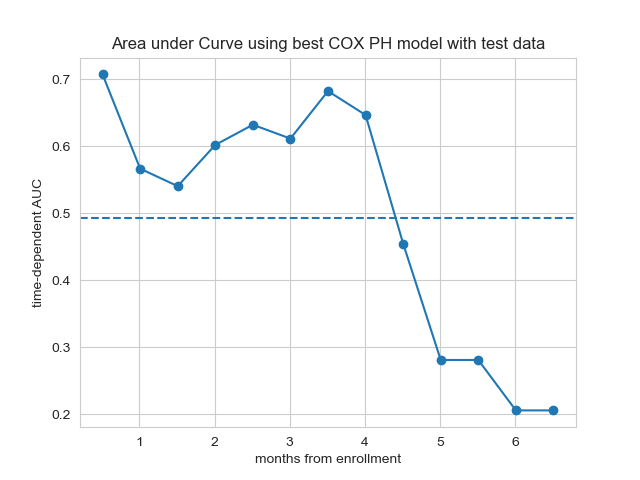 Area under Curve using best COX PH model with test data
time-dependent AUC
0.7
0.6
0.5
0.4
0.3
0.2
1 2 3 4 5 6
months from enrollment